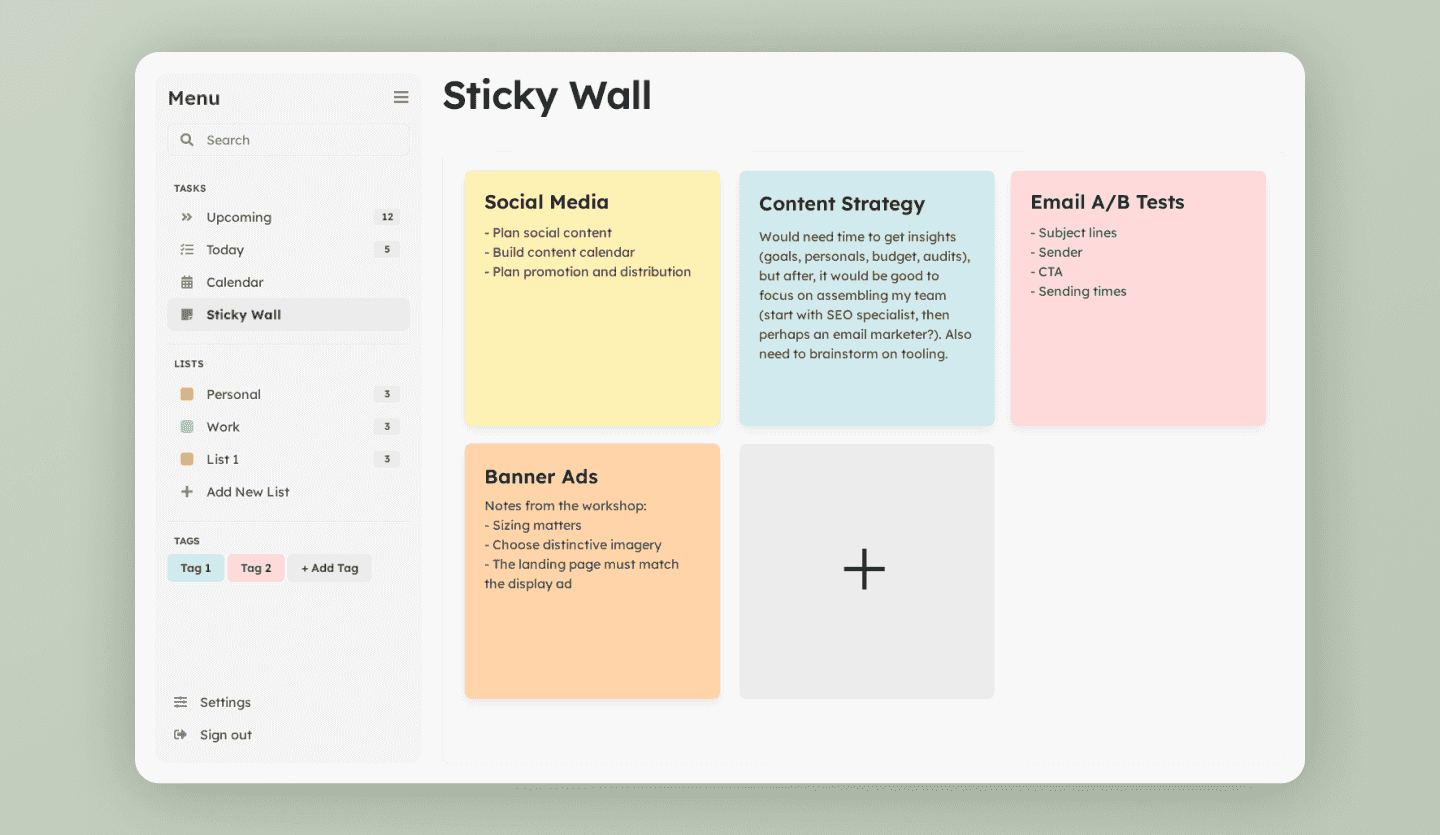 Menu
Search
TASKS
Upcoming 12
Today 5
Calendar
Sticky Wall
LISTS
Personal 3
Work 3
List 1 3
+ Add New List
TAGS
Tag 1 Tag 2 + Add Tag
Settings
Sign out
Sticky Wall
Social Media
- Plan social content
- Build content calendar
- Plan promotion and distribution
Content Strategy
Would need time to get insights
(goals, personals, budget, audits),
but after, it would be good to
focus on assembling my team
(start with SEO specialist, then
perhaps an email marketer?). Also
need to brainstorm on tooling.
Email A/B Tests
- Subject lines
- Sender
- CTA
- Sending times
Banner Ads
Notes from the workshop:
- Sizing matters
- Choose distinctive imagery
- The landing page must match
the display ad
+